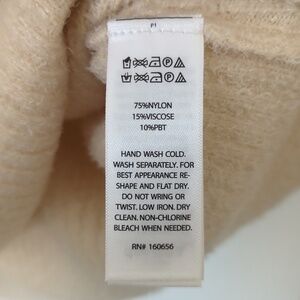 75%NYLON
15%VISCOSE
10%PBT
HAND WASH COLD.
WASH SEPARATELY. FOR
BEST APPEARANCE RE-
SHAPE AND FLAT DRY.
DO NOT WRING OR
TWIST. LOW IRON. DRY
CLEAN. NON-CHLORINE
BLEACH WHEN NEEDED.
RN# 160656